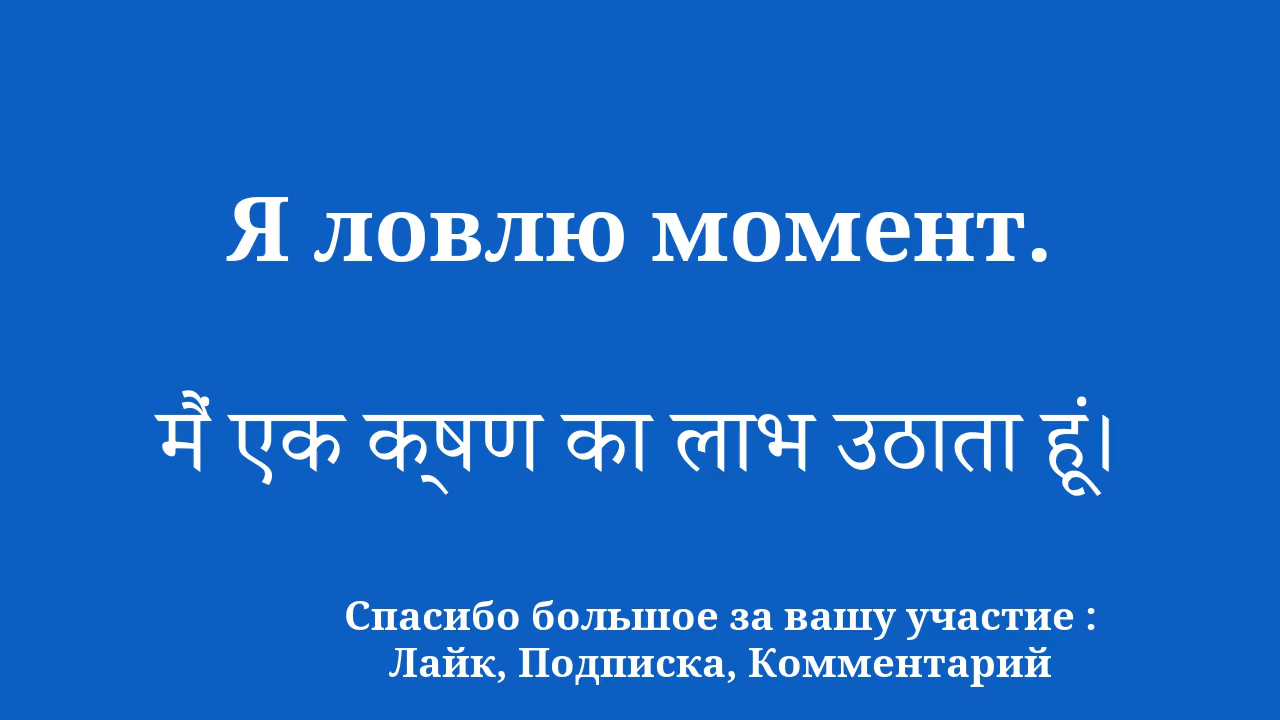 Я ловлю момент.
मैं एक क्षण का लाभ उठाता हूं।
Спасибо большое за вашу участие :
Лайк, Подписка, Комментарий